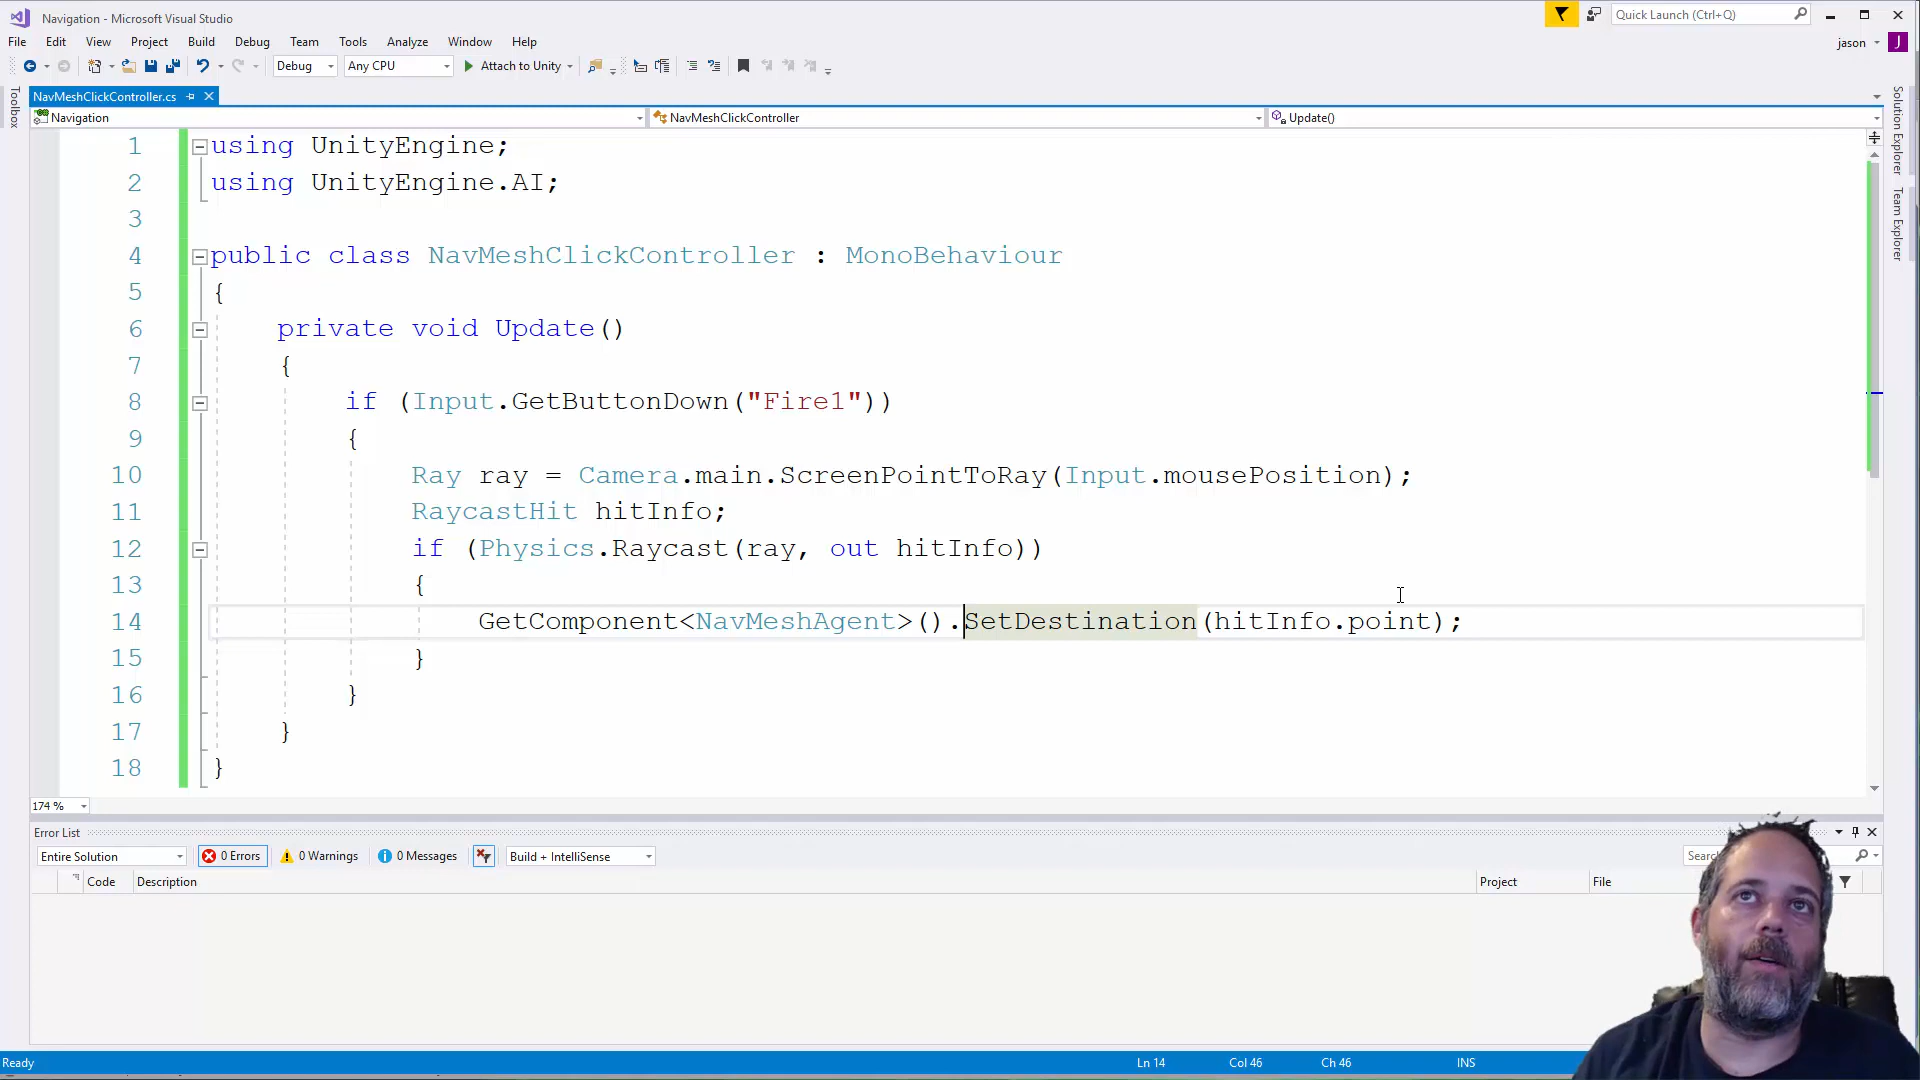 Navigation - Microsoft Visual Studio
Quick Launch (Ctrl+Q)
File Edit View Project Build Debug Team Tools Analyze Window Help
jason J
Debug Any CPU Attach to Unity
Toolbox
NavMeshClickController.cs
Navigation NavMeshClickController Update()
Solution Explorer
Team Explorer
1 using UnityEngine;
2 using UnityEngine.AI;
3
4 public class NavMeshClickController : MonoBehaviour
5 {
6 private void Update()
7 {
8 if (Input.GetButtonDown("Fire1"))
9 {
10 Ray ray = Camera.main.ScreenPointToRay(Input.mousePosition);
11 RaycastHit hitInfo;
12 if (Physics.Raycast(ray, out hitInfo))
13 {
14 GetComponent<NavMeshAgent>().SetDestination(hitInfo.point);
15 }
16 }
17 }
18 }
174 %
Error List
Entire Solution 0 Errors 0 Warnings 0 Messages Build + IntelliSense
Code Description Project File
Ready Ln 14 Col 46 Ch 46 INS